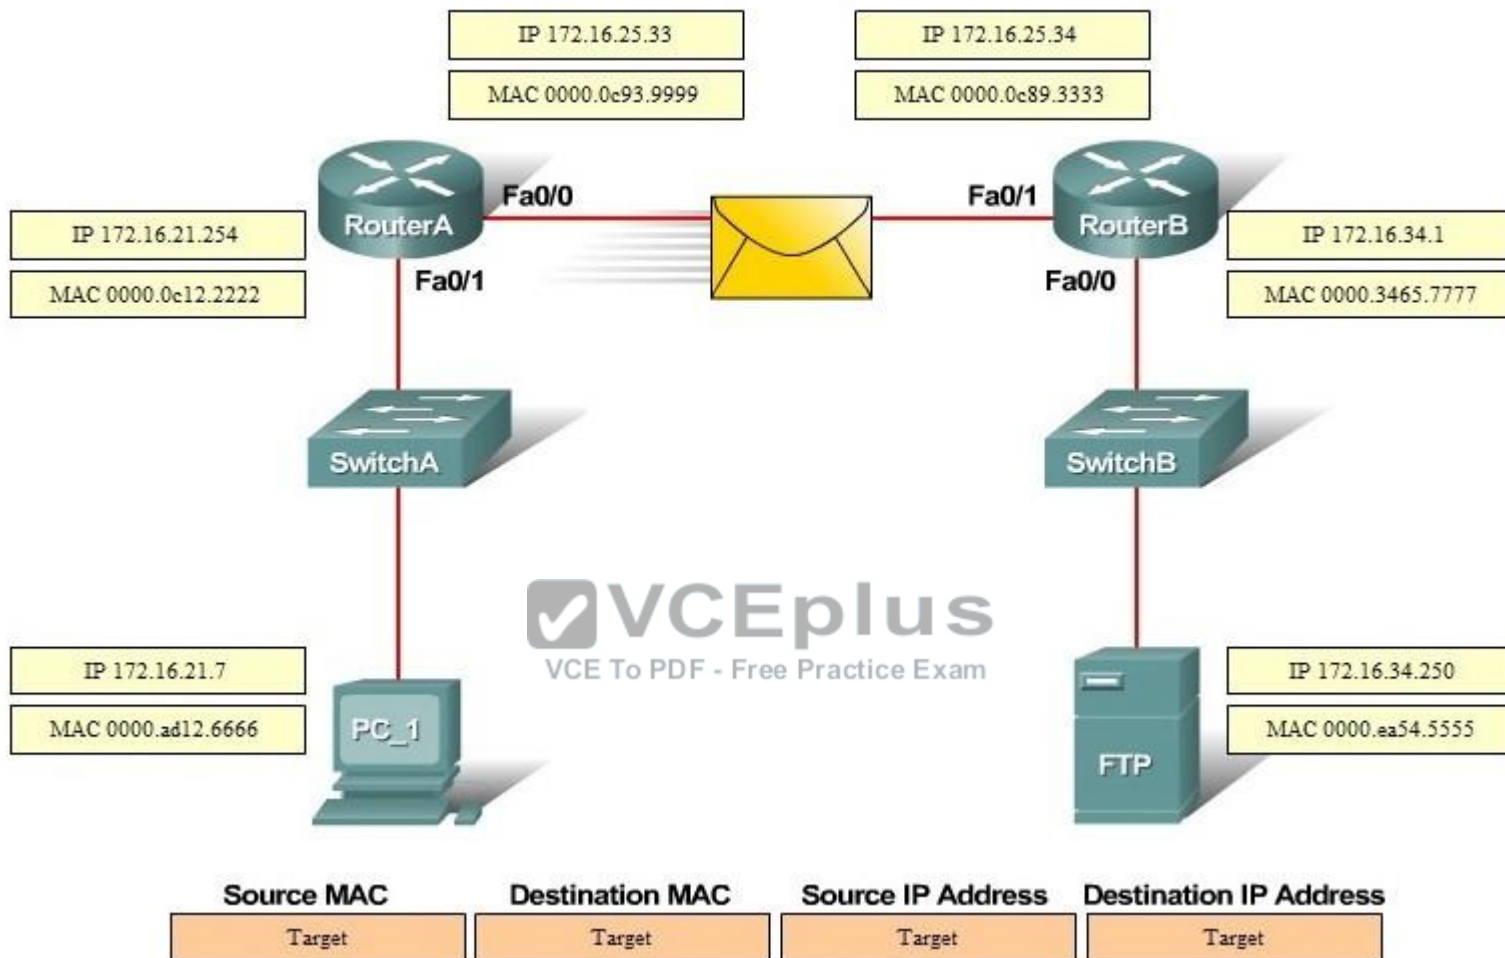 IP 172.16.25.33
IP 172.16.25.34
MAC 0000.0c93.9999
MAC 0000.0c89.3333
Fa0/0
Fa0/1
RouterA
RouterB
IP 172.16.21.254
IP 172.16.34.1
MAC 0000.0c12.2222
Fa0/1
Fa0/0
MAC 0000.3465.7777
SwitchA
SwitchB
VCEplus
VCE To PDF - Free Practice Exam
IP 172.16.21.7
IP 172.16.34.250
MAC 0000.ad12.6666
PC_1
MAC 0000.ea54.5555
FTP
Source MAC
Destination MAC
Source IP Address
Destination IP Address
Target
Target
Target
Target